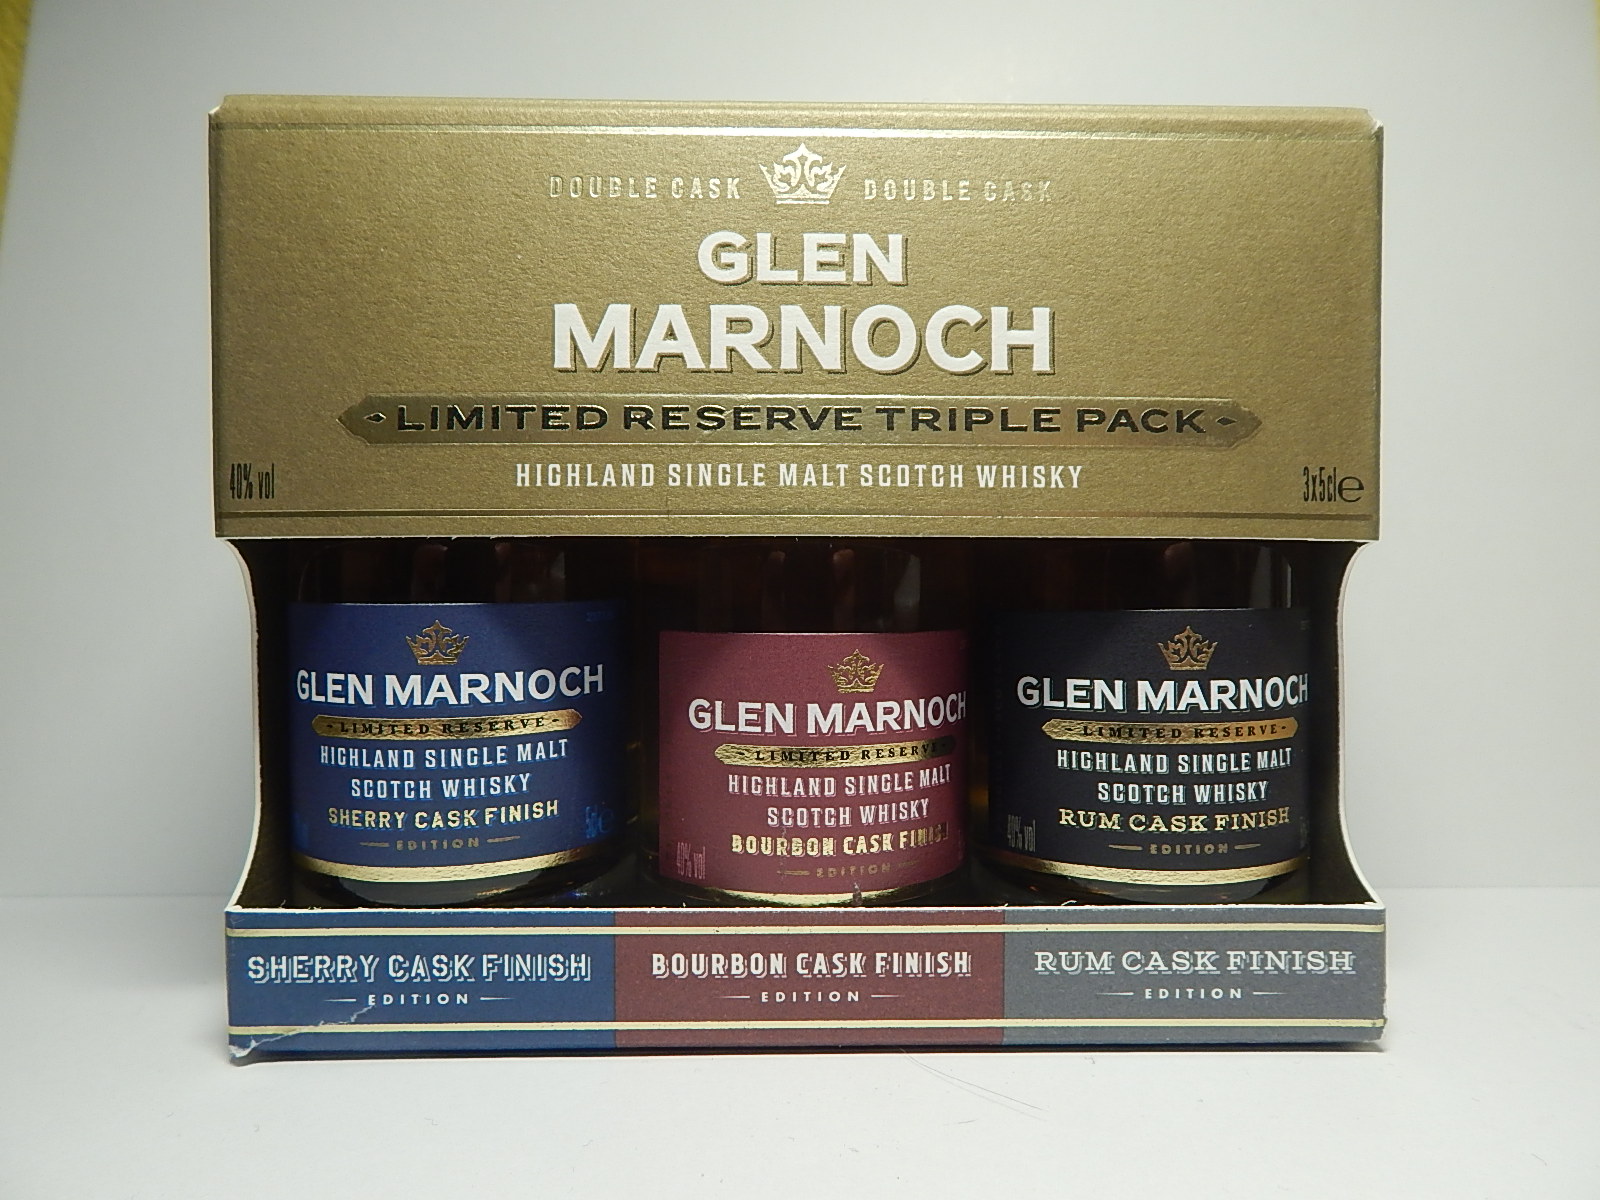 DOUBLE CASK DOUBLE CASK
GLEN
MARNOCH
LIMITED RESERVE TRIPLE PACK
40% vol
HIGHLAND SINGLE MALT SCOTCH WHISKY
3x5cl e
GLEN MARNOCH
- LIMITED RESERVE -
HIGHLAND SINGLE MALT
SCOTCH WHISKY
SHERRY CASK FINISH
EDITION
GLEN MARNOCH
- LIMITED RESERVE -
HIGHLAND SINGLE MALT
SCOTCH WHISKY
BOURBON CASK FINISH
40% vol
EDITION
GLEN MARNOCH
- LIMITED RESERVE -
HIGHLAND SINGLE MALT
SCOTCH WHISKY
RUM CASK FINISH
40% vol
EDITION
SHERRY CASK FINISH
EDITION
BOURBON CASK FINISH
EDITION
RUM CASK FINISH
EDITION